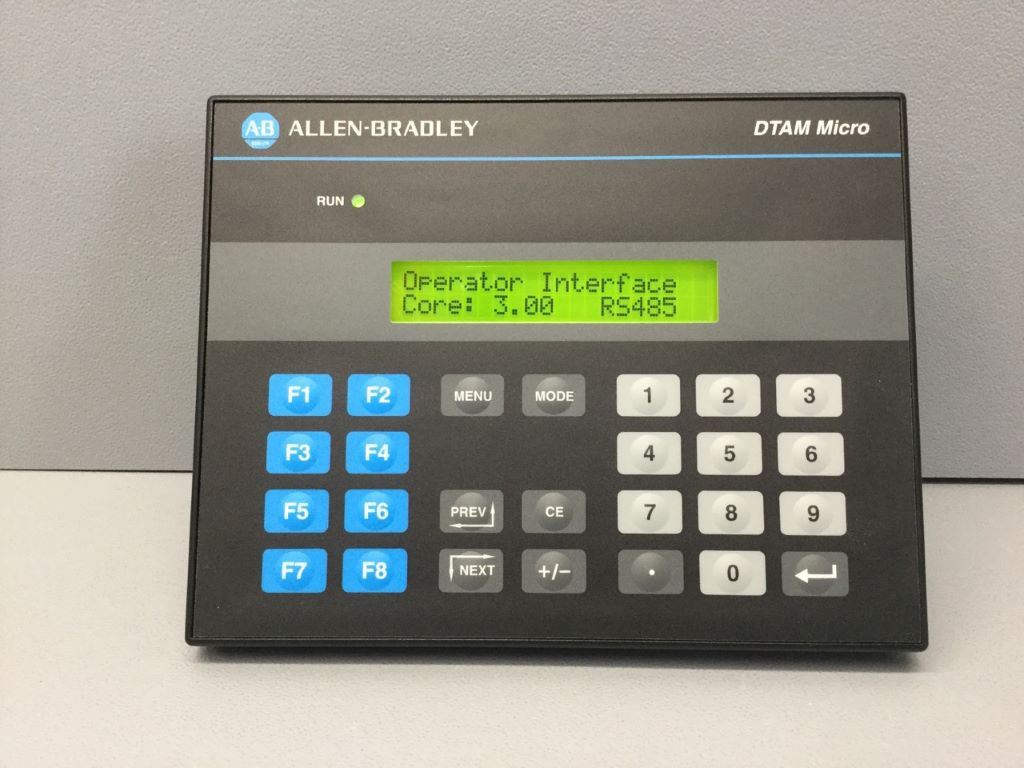 AB ALLEN-BRADLEY DTAM Micro
RUN
Operator Interface
Core: 3.00 RS485
F1 F2 MENU MODE 1 2 3
F3 F4 4 5 6
F5 F6 PREV CE 7 8 9
F7 F8 NEXT +/− . 0